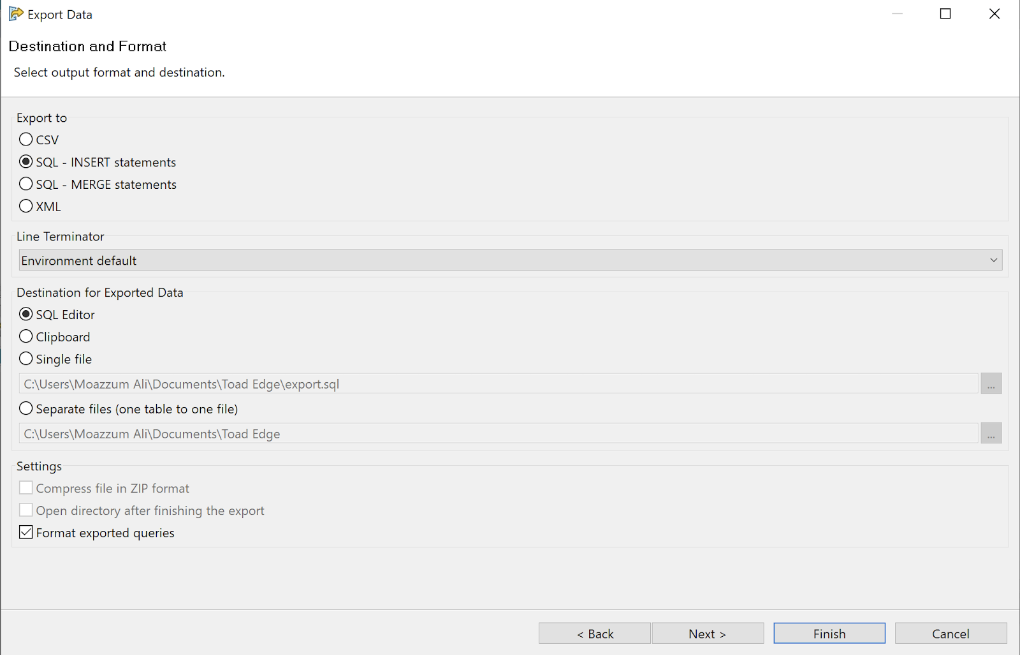 Export Data
Destination and Format
Select output format and destination.
Export to
CSV
SQL - INSERT statements
SQL - MERGE statements
XML
Line Terminator
Environment default
Destination for Exported Data
SQL Editor
Clipboard
Single file
C:\Users\Moazzum Ali\Documents\Toad Edge\export.sql
...
Separate files (one table to one file)
C:\Users\Moazzum Ali\Documents\Toad Edge
...
Settings
Compress file in ZIP format
Open directory after finishing the export
Format exported queries
< Back
Next >
Finish
Cancel